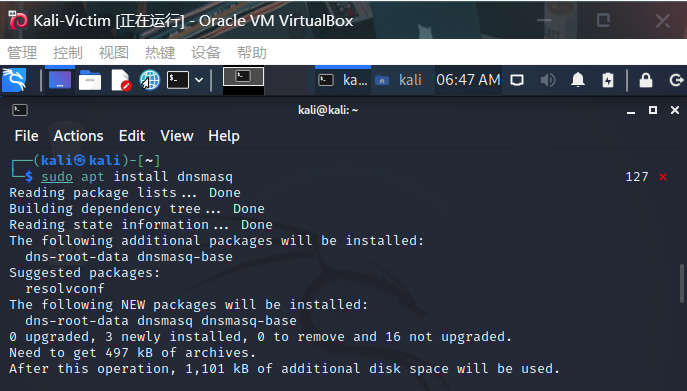 Kali-Victim [正在运行] - Oracle VM VirtualBox
管理 控制 视图 热键 设备 帮助
ka... kali 06:47 AM
kali@kali: ~
File Actions Edit View Help
┌──(kali㉿kali)-[~]
└─$ sudo apt install dnsmasq 127 ⨯
Reading package lists... Done
Building dependency tree... Done
Reading state information... Done
The following additional packages will be installed:
  dns-root-data dnsmasq-base
Suggested packages:
  resolvconf
The following NEW packages will be installed:
  dns-root-data dnsmasq dnsmasq-base
0 upgraded, 3 newly installed, 0 to remove and 16 not upgraded.
Need to get 497 kB of archives.
After this operation, 1,101 kB of additional disk space will be used.